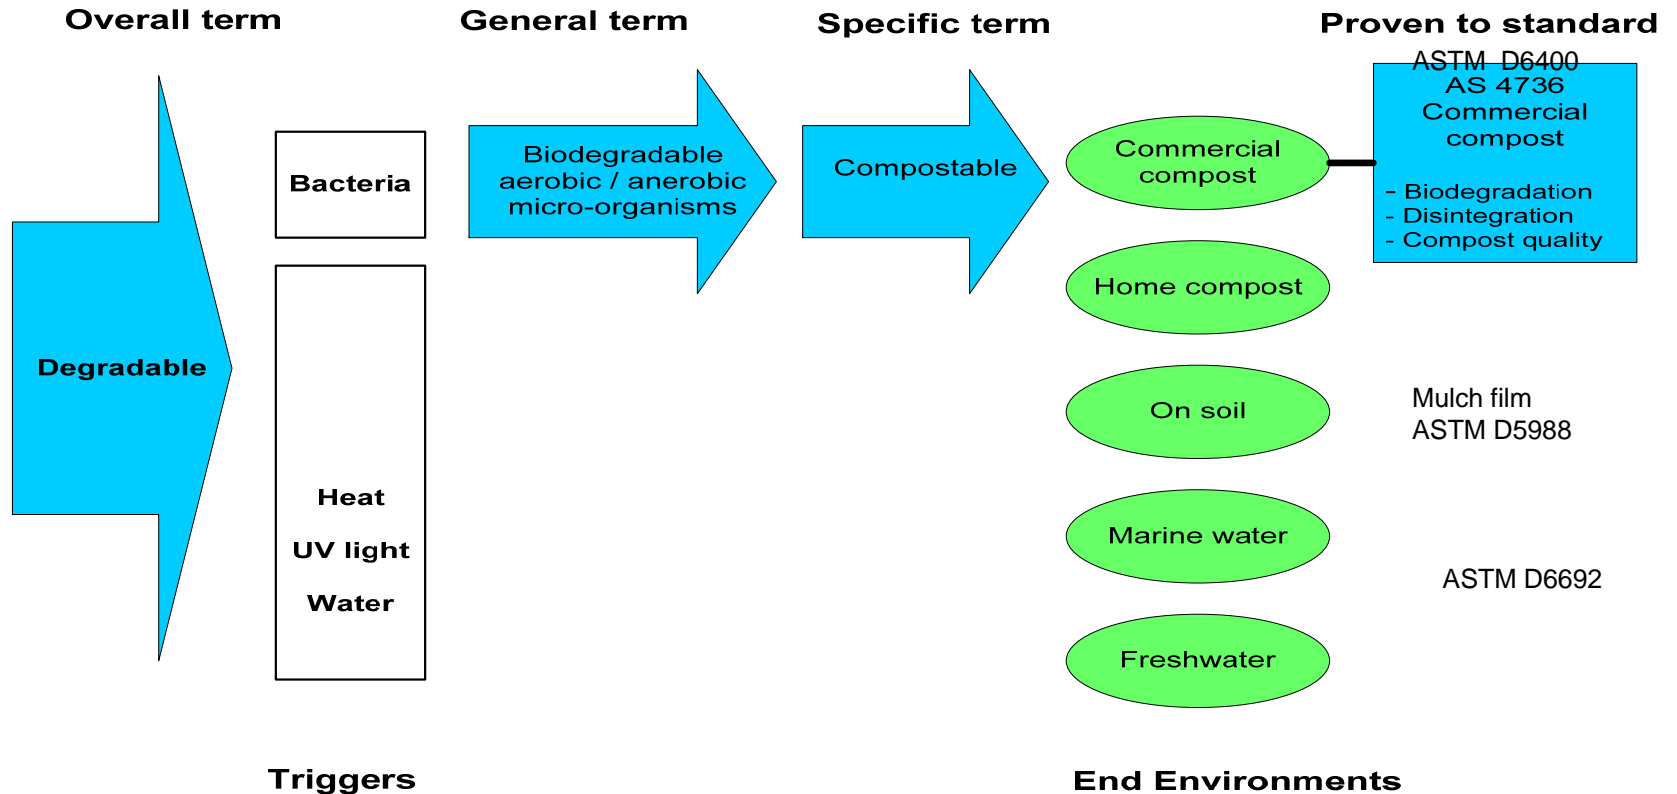 Overall term
General term
Specific term
Proven to standard
Degradable
Bacteria
Heat
UV light
Water
Triggers
Biodegradable
aerobic / anerobic
micro-organisms
Compostable
Commercial
compost
Home compost
On soil
Marine water
Freshwater
End Environments
ASTM D6400
AS 4736
Commercial
compost
- Biodegradation
- Disintegration
- Compost quality
Mulch film
ASTM D5988
ASTM D6692